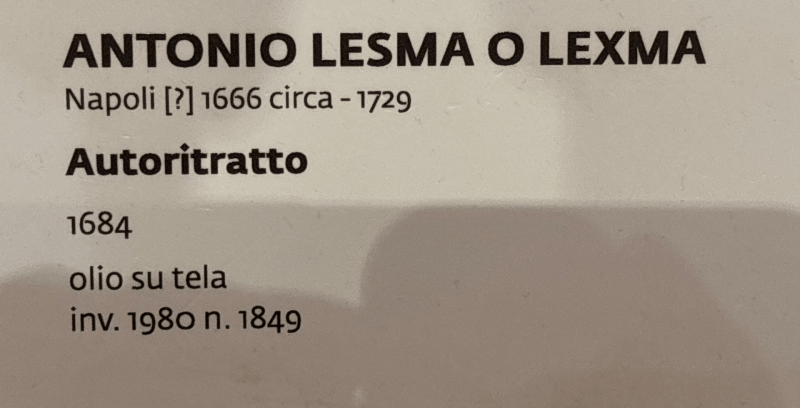 ANTONIO LESMA O LEXMA
Napoli [?] 1666 circa - 1729
Autoritratto
1684
olio su tela
inv. 1980 n. 1849